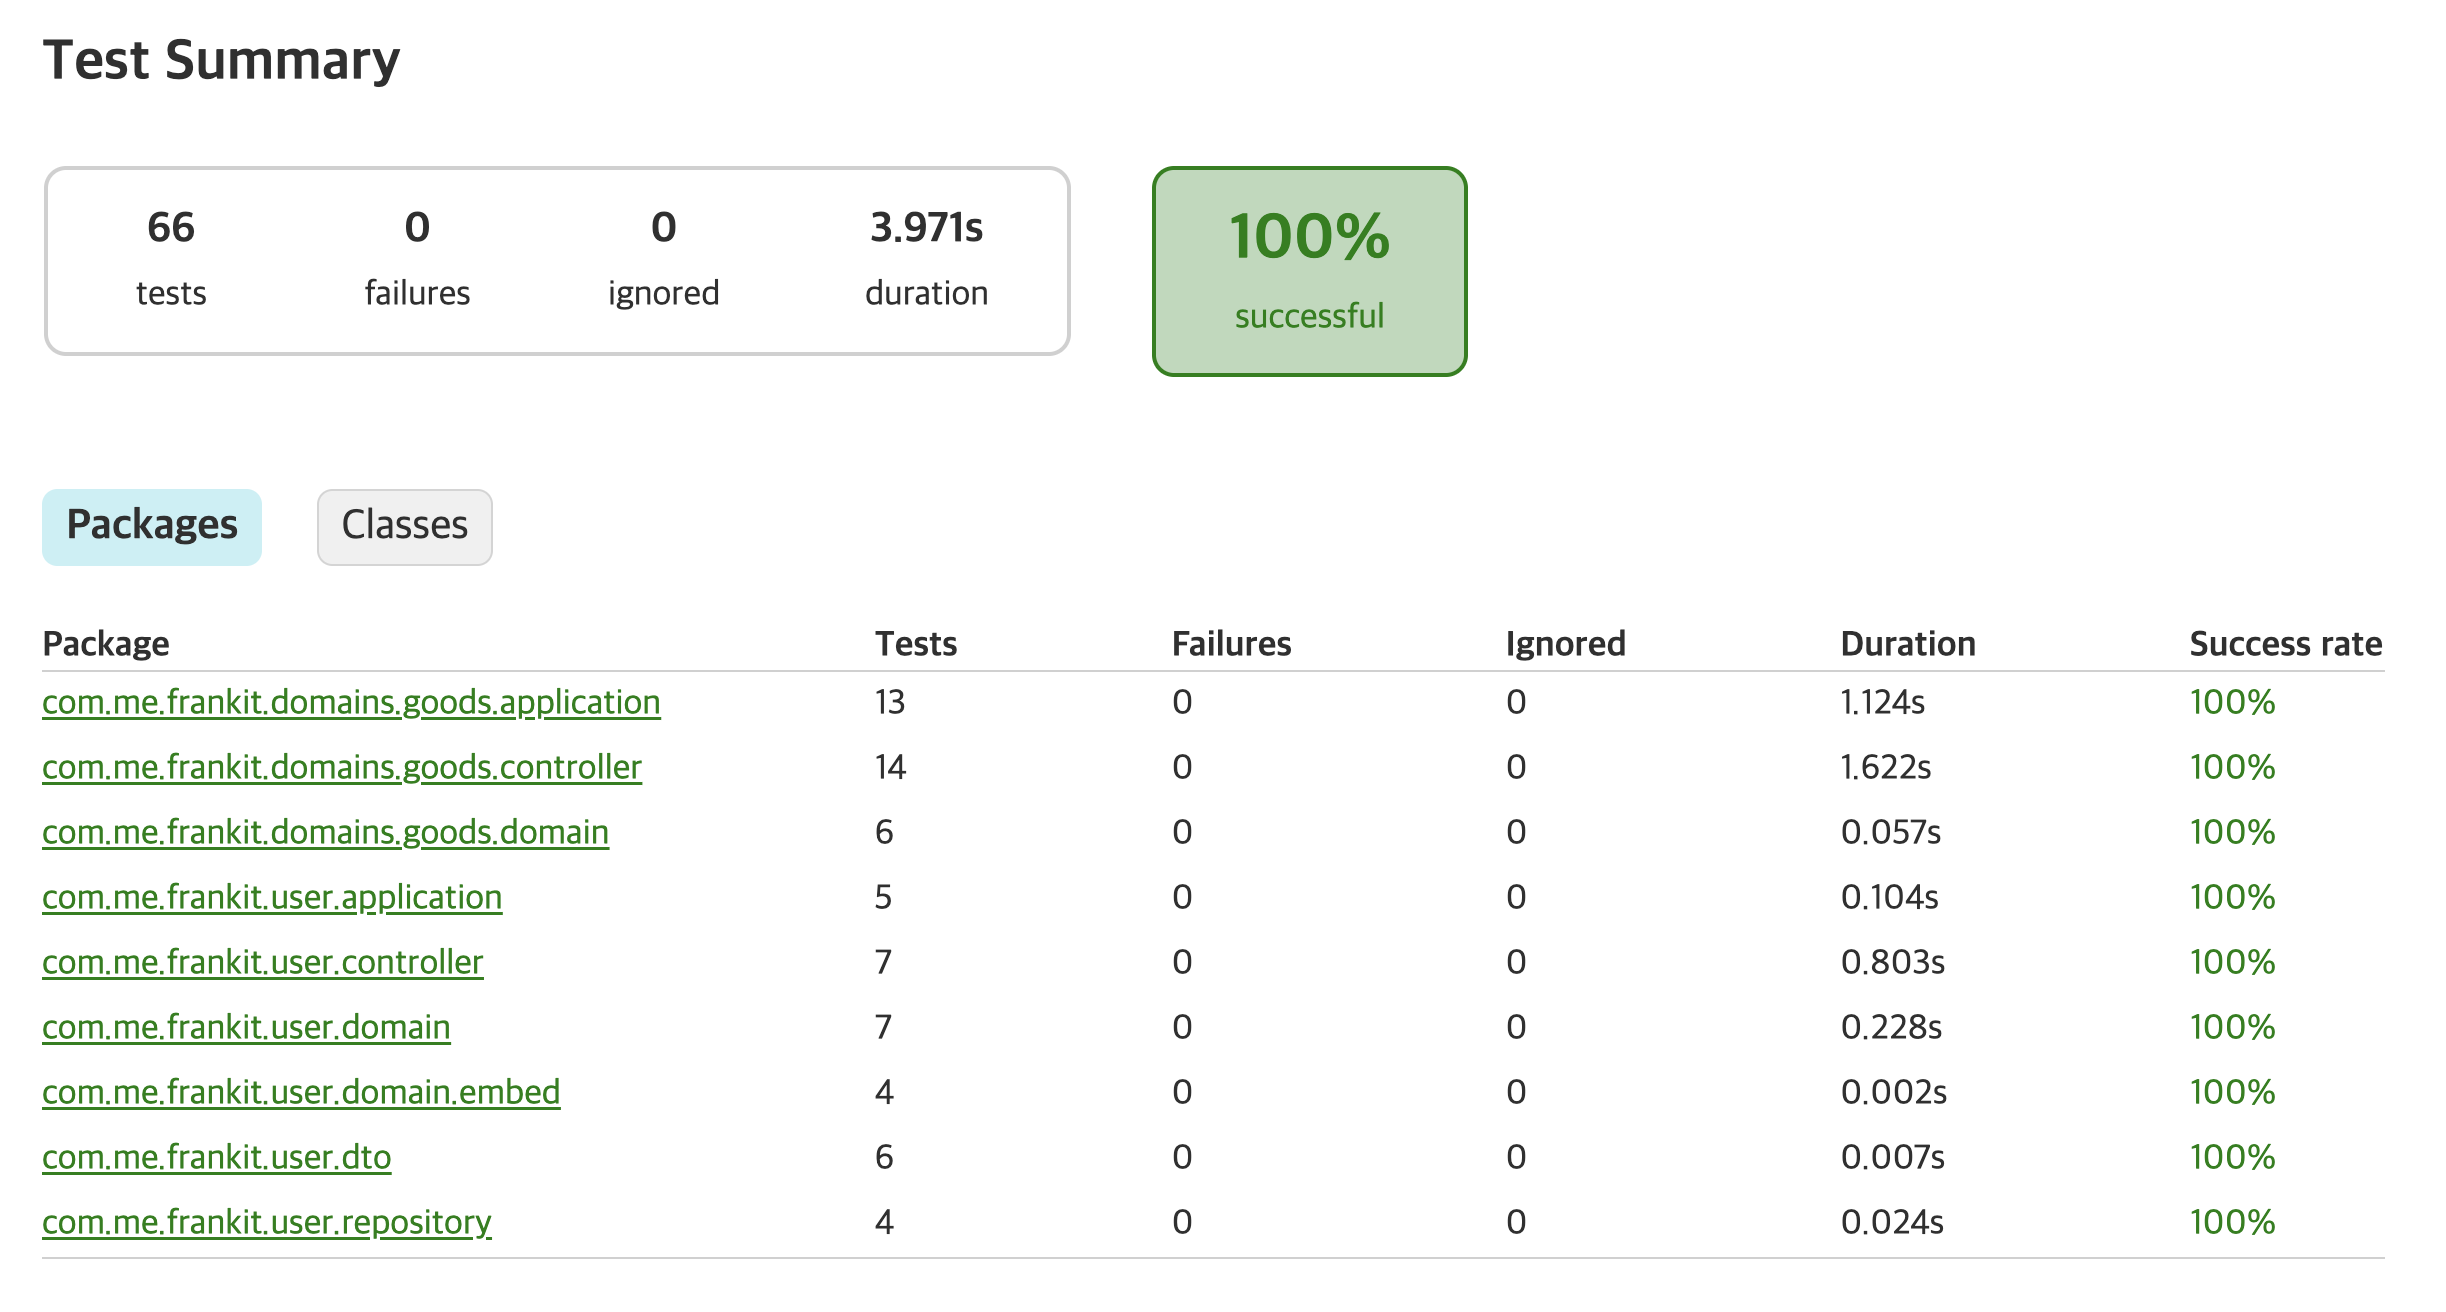 Test Summary
66 0 0 3.971s
tests failures ignored duration
100%
successful
Packages Classes
Package Tests Failures Ignored Duration Success rate
com.me.frankit.domains.goods.application 13 0 0 1.124s 100%
com.me.frankit.domains.goods.controller 14 0 0 1.622s 100%
com.me.frankit.domains.goods.domain 6 0 0 0.057s 100%
com.me.frankit.user.application 5 0 0 0.104s 100%
com.me.frankit.user.controller 7 0 0 0.803s 100%
com.me.frankit.user.domain 7 0 0 0.228s 100%
com.me.frankit.user.domain.embed 4 0 0 0.002s 100%
com.me.frankit.user.dto 6 0 0 0.007s 100%
com.me.frankit.user.repository 4 0 0 0.024s 100%